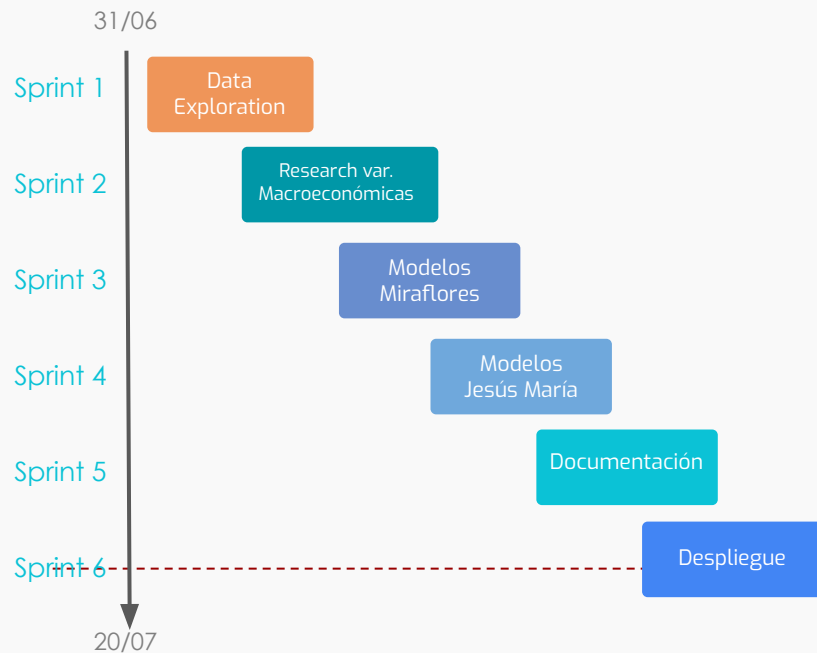 31/06
Sprint 1
Data
Exploration
Sprint 2
Research var.
Macroeconómicas
Sprint 3
Modelos
Miraflores
Sprint 4
Modelos
Jesús María
Sprint 5
Documentación
Sprint 6
Despliegue
20/07